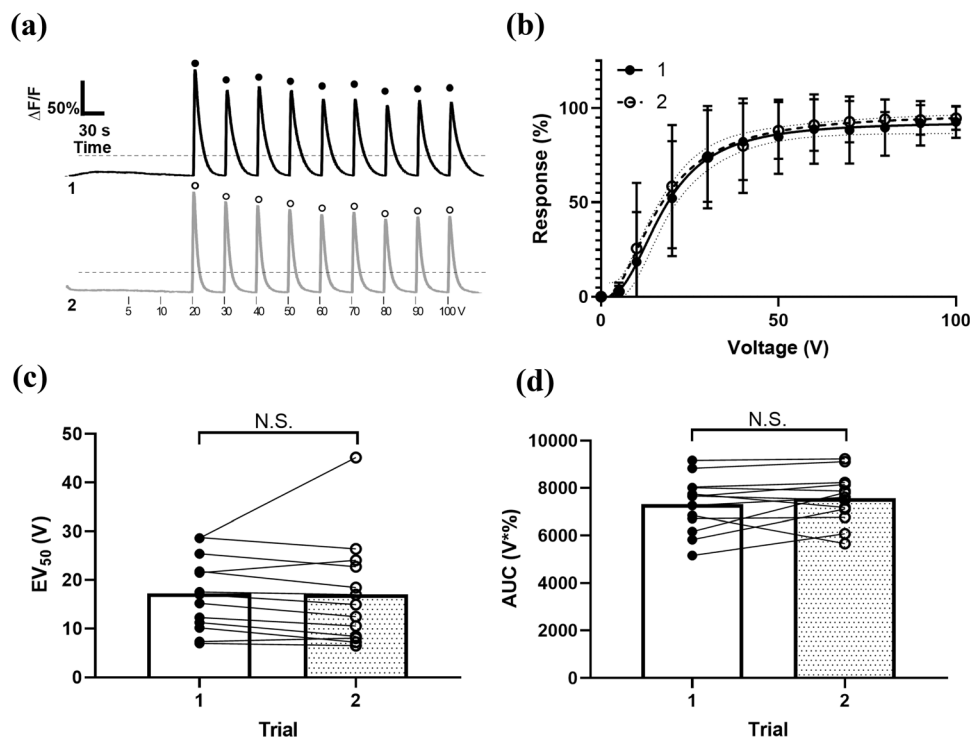 (a)
ΔF/F
50%
30 s
Time
1
2
5 10 20 30 40 50 60 70 80 90 100 V
(b)
1
2
Response (%)
100
50
0
0 50 100
Voltage (V)
(c)
N.S.
EV50 (V)
50
40
30
20
10
0
1 2
Trial
(d)
N.S.
AUC (V*%)
10000
8000
6000
4000
2000
0
1 2
Trial